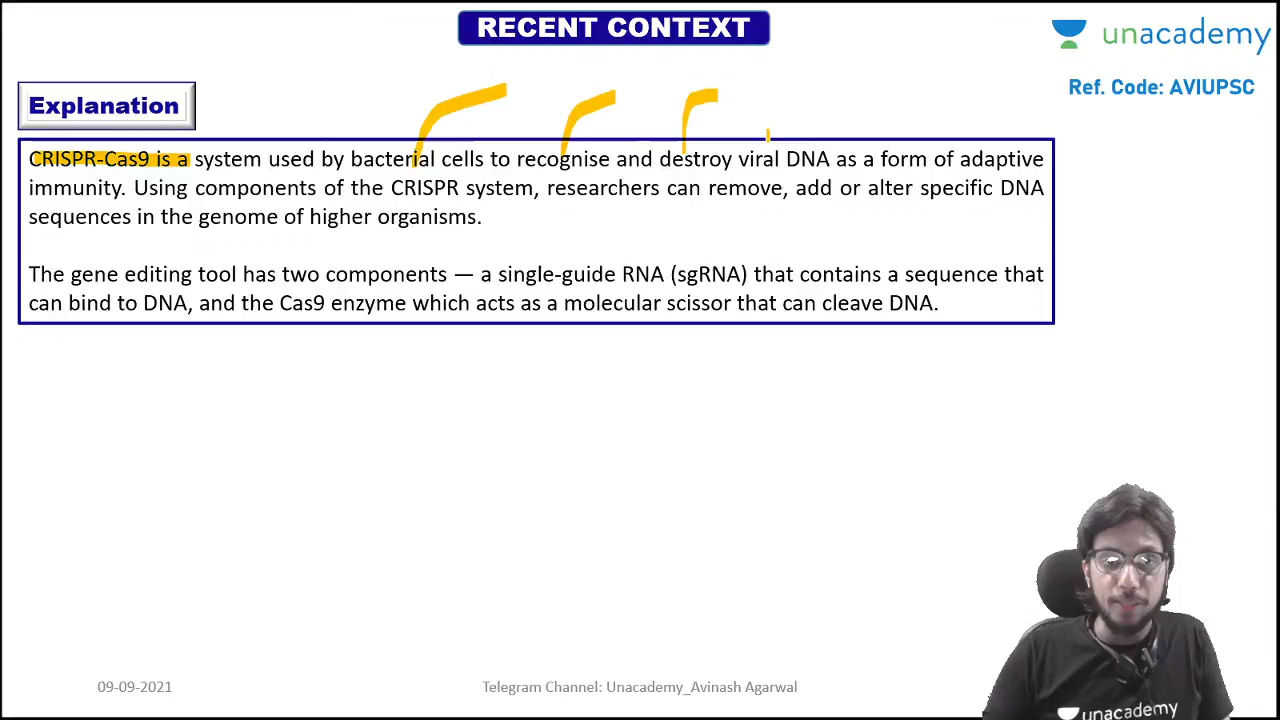 RECENT CONTEXT
unacademy
Ref. Code: AVIUPSC
Explanation
CRISPR-Cas9 is a system used by bacterial cells to recognise and destroy viral DNA as a form of adaptive
immunity. Using components of the CRISPR system, researchers can remove, add or alter specific DNA
sequences in the genome of higher organisms.
The gene editing tool has two components — a single-guide RNA (sgRNA) that contains a sequence that
can bind to DNA, and the Cas9 enzyme which acts as a molecular scissor that can cleave DNA.
09-09-2021
Telegram Channel: Unacademy_Avinash Agarwal
unacademy